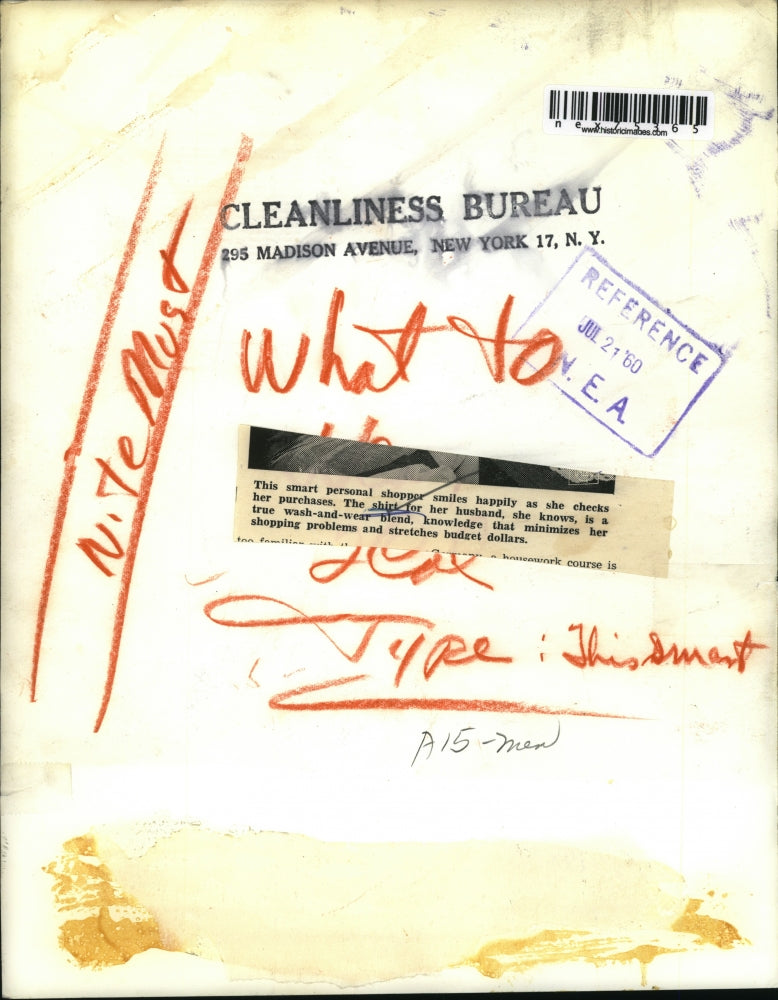 nex75365
www.historicimages.com
CLEANLINESS BUREAU
295 MADISON AVENUE, NEW YORK 17, N. Y.
REFERENCE
JUL 21 '60
N. E. A.
Nite Must
What to
This smart personal shopper smiles happily as she checks
her purchases. The shirt for her husband, she knows, is a
true wash-and-wear blend, knowledge that minimizes her
shopping problems and stretches budget dollars.
a housework course is
Type : This smart
A15-men